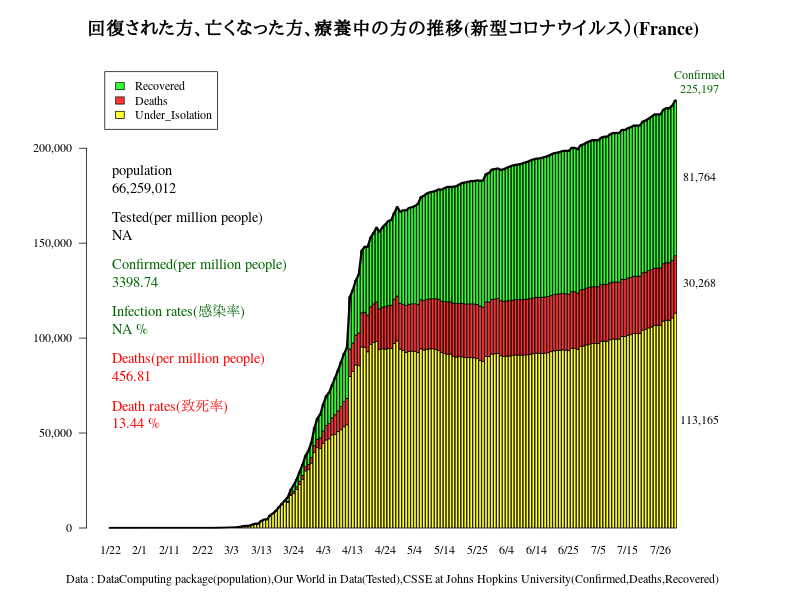 回復された方、亡くなった方、療養中の方の推移(新型コロナウイルス）(France)
Confirmed
225,197
Recovered
Deaths
Under_Isolation
200,000
150,000
100,000
50,000
0
population
66,259,012
Tested(per million people)
NA
Confirmed(per million people)
3398.74
Infection rates(感染率)
NA %
Deaths(per million people)
456.81
Death rates(致死率)
13.44 %
81,764
30,268
113,165
1/22 2/1 2/11 2/22 3/3 3/13 3/24 4/3 4/13 4/24 5/4 5/14 5/25 6/4 6/14 6/25 7/5 7/15 7/26
Data : DataComputing package(population),Our World in Data(Tested),CSSE at Johns Hopkins University(Confirmed,Deaths,Recovered)